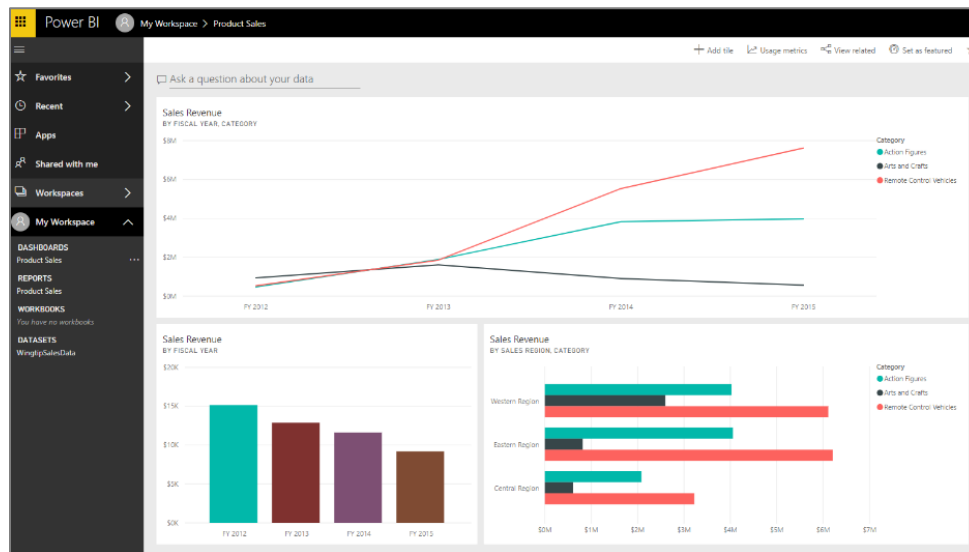 Power BI
My Workspace > Product Sales
Add tile
Usage metrics
View related
Set as featured
Favorites
Recent
Apps
Shared with me
Workspaces
My Workspace
DASHBOARDS
Product Sales
REPORTS
Product Sales
WORKBOOKS
You have no workbooks
DATASETS
WingtipSalesData
Ask a question about your data
Sales Revenue
BY FISCAL YEAR, CATEGORY
$8M
$6M
$4M
$2M
$0M
FY 2012 FY 2013 FY 2014 FY 2015
Category
Action Figures
Arts and Crafts
Remote Control Vehicles
Sales Revenue
BY FISCAL YEAR
$20K
$15K
$10K
$5K
$0K
FY 2012 FY 2013 FY 2014 FY 2015
Sales Revenue
BY SALES REGION, CATEGORY
Western Region
Eastern Region
Central Region
$0M $1M $2M $3M $4M $5M $6M $7M
Category
Action Figures
Arts and Crafts
Remote Control Vehicles